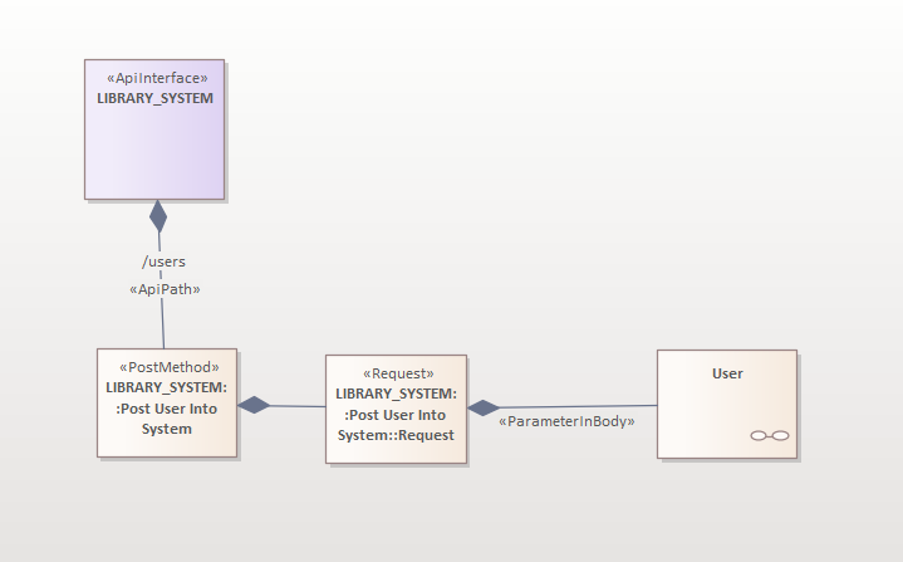 «ApiInterface»
LIBRARY_SYSTEM
/users
«ApiPath»
«PostMethod»
LIBRARY_SYSTEM:
:Post User Into
System
«Request»
LIBRARY_SYSTEM:
:Post User Into
System::Request
«ParameterInBody»
User